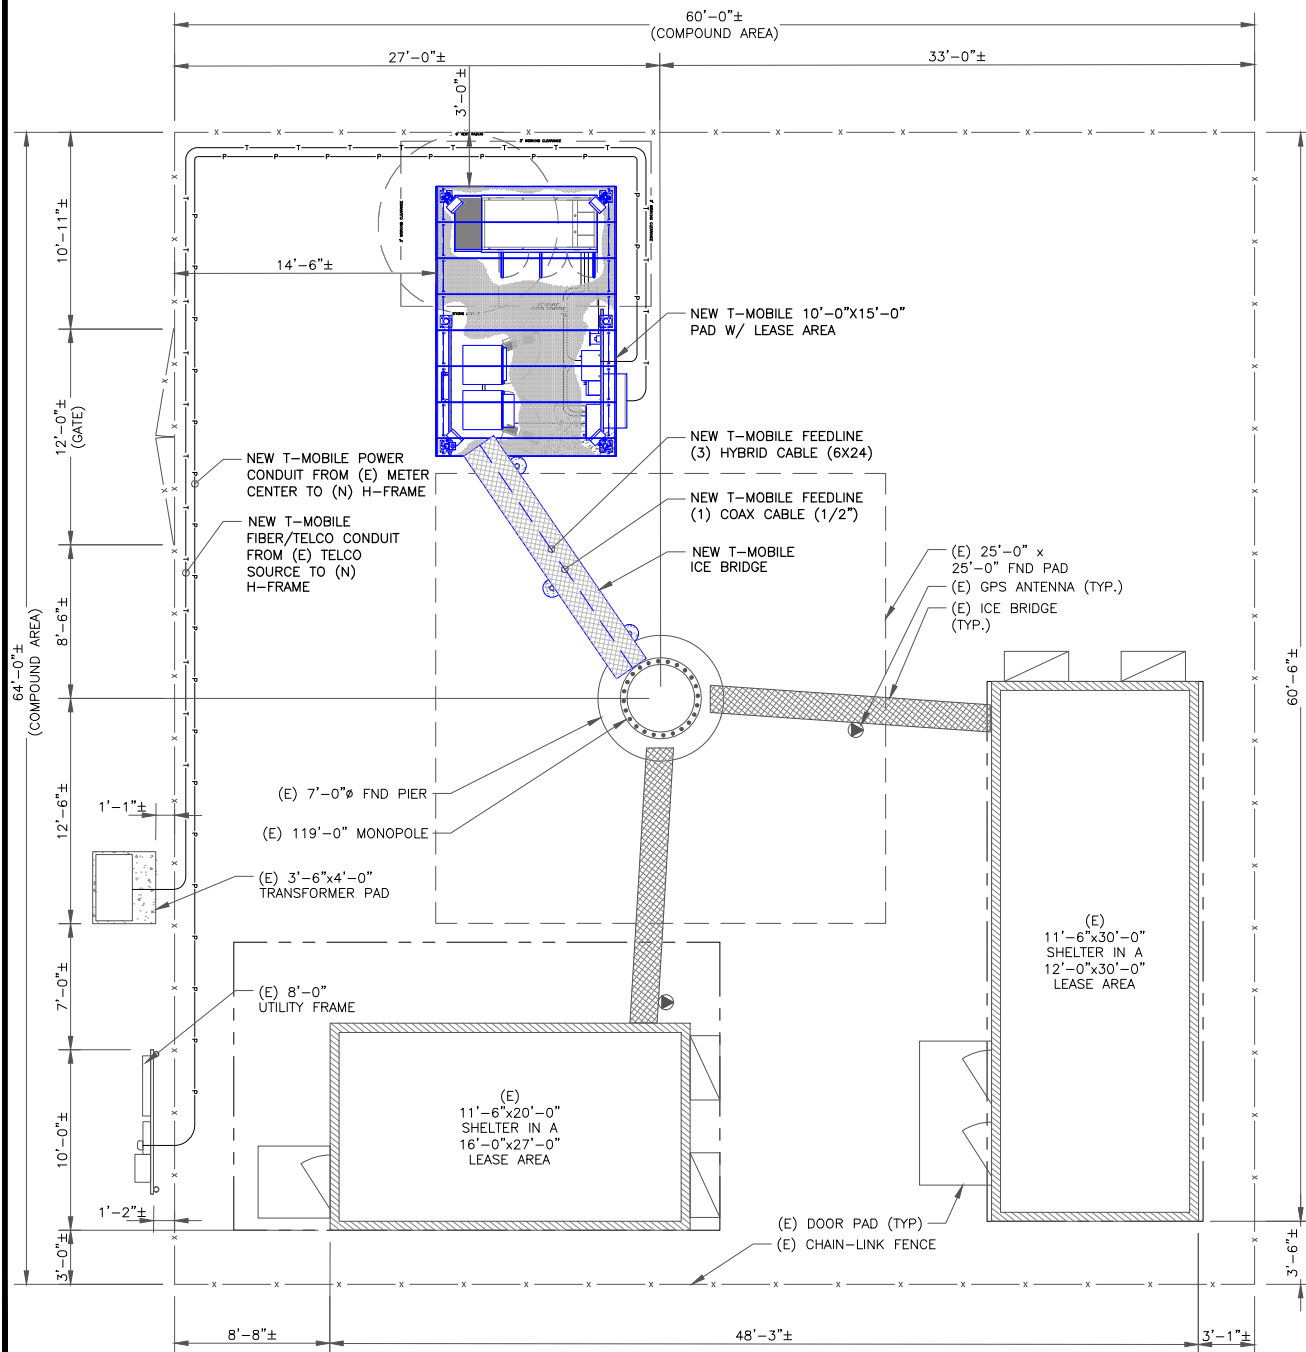 60'-0"±
(COMPOUND AREA)
27'-0"±
33'-0"±
3'-0"±
10'-11"±
14'-6"±
NEW T-MOBILE 10'-0"X15'-0"
PAD W/ LEASE AREA
12'-0"±
(GATE)
NEW T-MOBILE FEEDLINE
(3) HYBRID CABLE (6X24)
NEW T-MOBILE POWER
CONDUIT FROM (E) METER
CENTER TO (N) H-FRAME
NEW T-MOBILE FEEDLINE
(1) COAX CABLE (1/2")
NEW T-MOBILE
FIBER/TELCO CONDUIT
FROM (E) TELCO
SOURCE TO (N)
H-FRAME
NEW T-MOBILE
ICE BRIDGE
(E) 25'-0" x
25'-0" FND PAD
(E) GPS ANTENNA (TYP.)
(E) ICE BRIDGE
(TYP.)
8'-6"±
64'-0"±
(COMPOUND AREA)
60'-6"±
12'-6"±
1'-1"±
(E) 7'-0"ø FND PIER
(E) 119'-0" MONOPOLE
(E) 3'-6"x4'-0"
TRANSFORMER PAD
7'-0"±
(E) 8'-0"
UTILITY FRAME
(E)
11'-6"x30'-0"
SHELTER IN A
12'-0"x30'-0"
LEASE AREA
10'-0"±
(E)
11'-6"x20'-0"
SHELTER IN A
16'-0"x27'-0"
LEASE AREA
1'-2"±
(E) DOOR PAD (TYP)
(E) CHAIN-LINK FENCE
3'-0"±
3'-6"±
8'-8"±
48'-3"±
3'-1"±